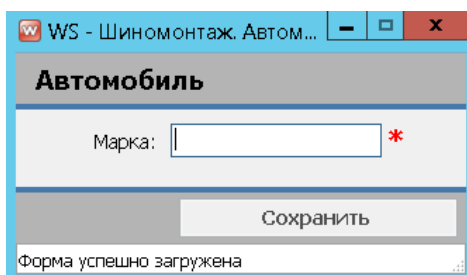 WS - Шиномонтаж. Автом...
Автомобиль
Марка: *
Сохранить
Форма успешно загружена